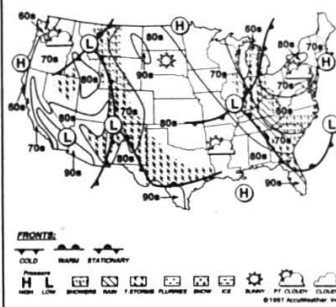 60s
H
80s
60s
80s
70s
L
70s
H
70s
80s
90s
70s
H
80s
80s
70s
80s
L
60s
L
80s
L
L
70s
80s
70s
90s
80s
H
90s
90s
FRONTS:
COLD WARM STATIONARY
Pressure
H L
HIGH LOW SHOWERS RAIN T-STORMS FLURRIES SNOW ICE SUNNY PT. CLOUDY CLOUDY
©1997 AccuWeather, Inc.